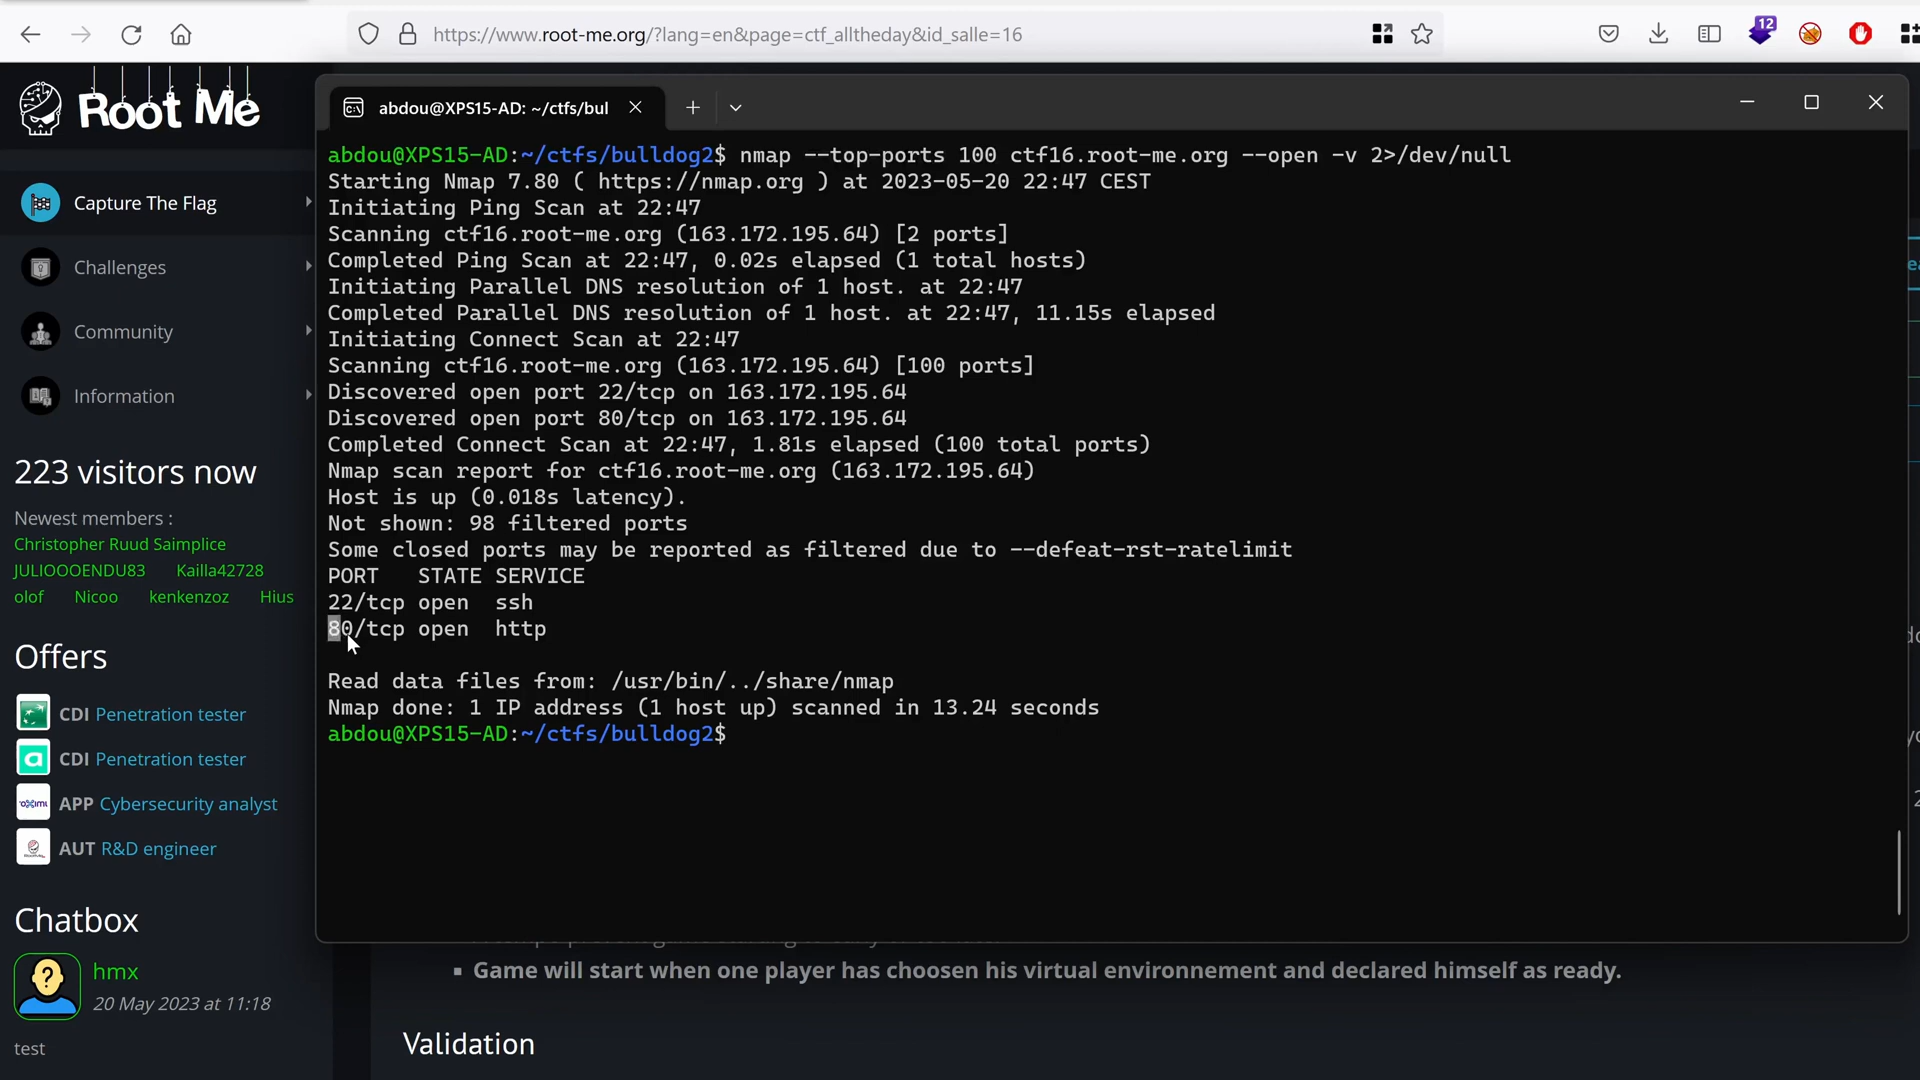 https://www.root-me.org/?lang=en&page=ctf_alltheday&id_salle=16
12
Root Me
Capture The Flag
Challenges
Community
Information
223 visitors now
Newest members :
Christopher Ruud Saimplice
JULIOOOENDU83 Kailla42728
olof Nicoo kenkenzoz Hius
Offers
CDI Penetration tester
CDI Penetration tester
APP Cybersecurity analyst
AUT R&D engineer
Chatbox
hmx
20 May 2023 at 11:18
test
abdou@XPS15-AD: ~/ctfs/bul
abdou@XPS15-AD:~/ctfs/bulldog2$ nmap --top-ports 100 ctf16.root-me.org --open -v 2>/dev/null
Starting Nmap 7.80 ( https://nmap.org ) at 2023-05-20 22:47 CEST
Initiating Ping Scan at 22:47
Scanning ctf16.root-me.org (163.172.195.64) [2 ports]
Completed Ping Scan at 22:47, 0.02s elapsed (1 total hosts)
Initiating Parallel DNS resolution of 1 host. at 22:47
Completed Parallel DNS resolution of 1 host. at 22:47, 11.15s elapsed
Initiating Connect Scan at 22:47
Scanning ctf16.root-me.org (163.172.195.64) [100 ports]
Discovered open port 22/tcp on 163.172.195.64
Discovered open port 80/tcp on 163.172.195.64
Completed Connect Scan at 22:47, 1.81s elapsed (100 total ports)
Nmap scan report for ctf16.root-me.org (163.172.195.64)
Host is up (0.018s latency).
Not shown: 98 filtered ports
Some closed ports may be reported as filtered due to --defeat-rst-ratelimit
PORT STATE SERVICE
22/tcp open ssh
80/tcp open http
Read data files from: /usr/bin/../share/nmap
Nmap done: 1 IP address (1 host up) scanned in 13.24 seconds
abdou@XPS15-AD:~/ctfs/bulldog2$
Game will start when one player has choosen his virtual environnement and declared himself as ready.
Validation